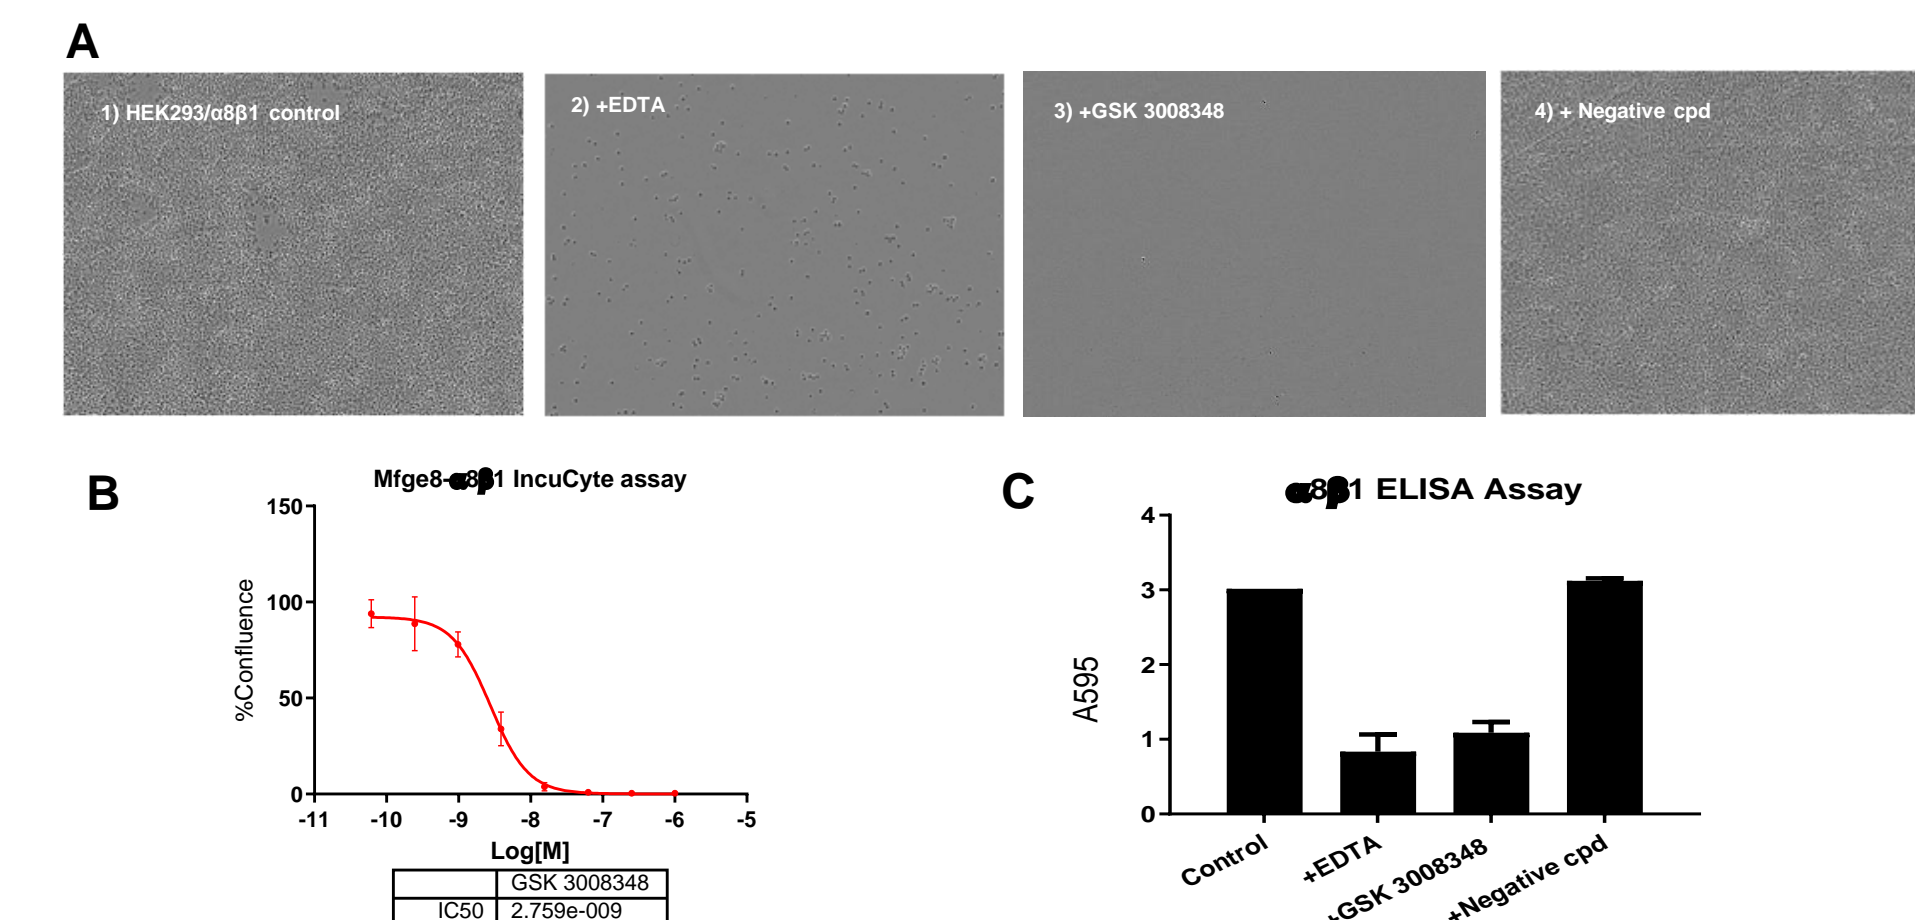 A
1) HEK293/α8β1 control
2) +EDTA
3) +GSK 3008348
4) + Negative cpd
B
Mfge8-α8β1 IncuCyte assay
%Confluence
150
100
50
0
-11 -10 -9 -8 -7 -6 -5
Log[M]
GSK 3008348
IC50 2.759e-009
C
α8β1 ELISA Assay
A595
4
3
2
1
0
Control
+EDTA
+GSK 3008348
+Negative cpd